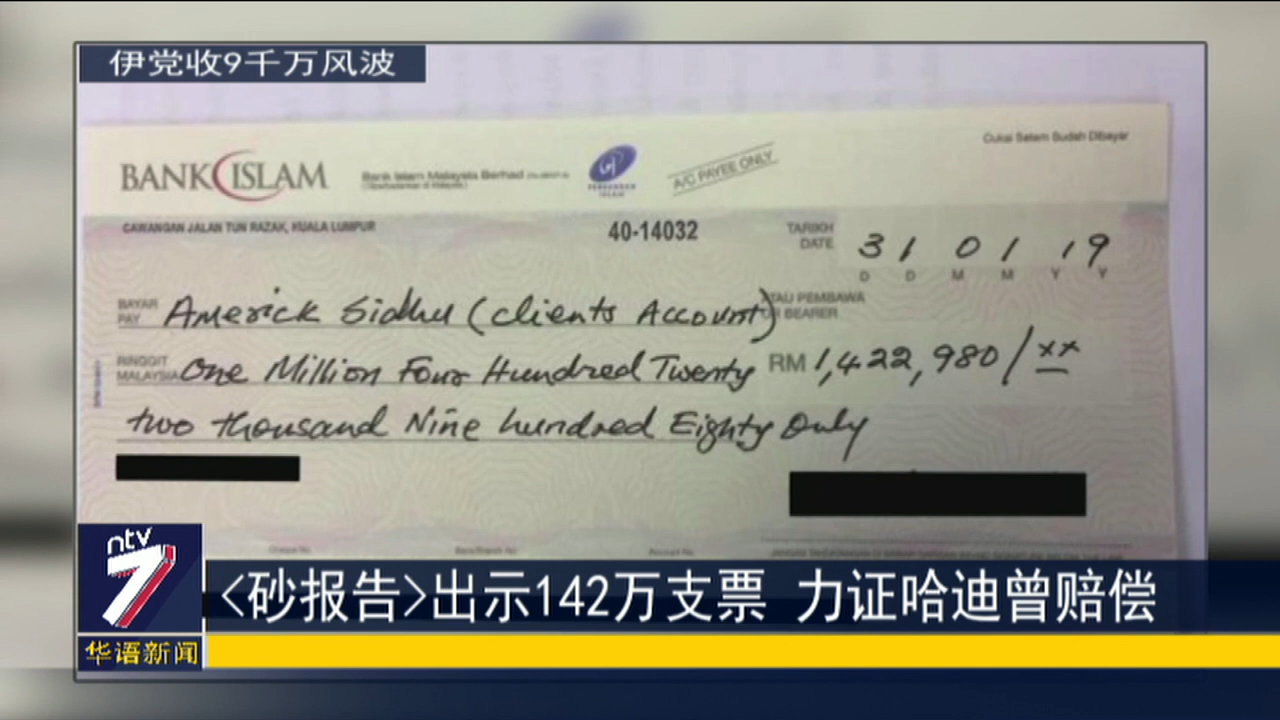 伊党收9千万风波
Cukai Setem Dibayar
BANK ISLAM
Bank Islam Malaysia Berhad
A/C PAYEE ONLY
CAWANGAN JALAN TUN RAZAK, KUALA LUMPUR
40-14032
TARIKH
DATE
31 01 19
D D M M Y Y
BAYAR
PAY
Americk Sidhu (clients Account)
ATAU PEMBAWA
OR BEARER
RINGGIT
MALAYSIA
One Million Four Hundred Twenty
RM 1,422,980/xx
two thousand Nine hundred Eighty Only
ntv7
<砂报告>出示142万支票 力证哈迪曾赔偿
华语新闻